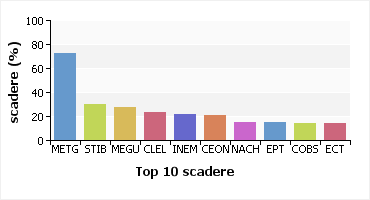 scadere (%)
100
80
60
40
20
0
METG STIB MEGU CLEL INEM CEON NACH EPT COBS ECT
Top 10 scadere